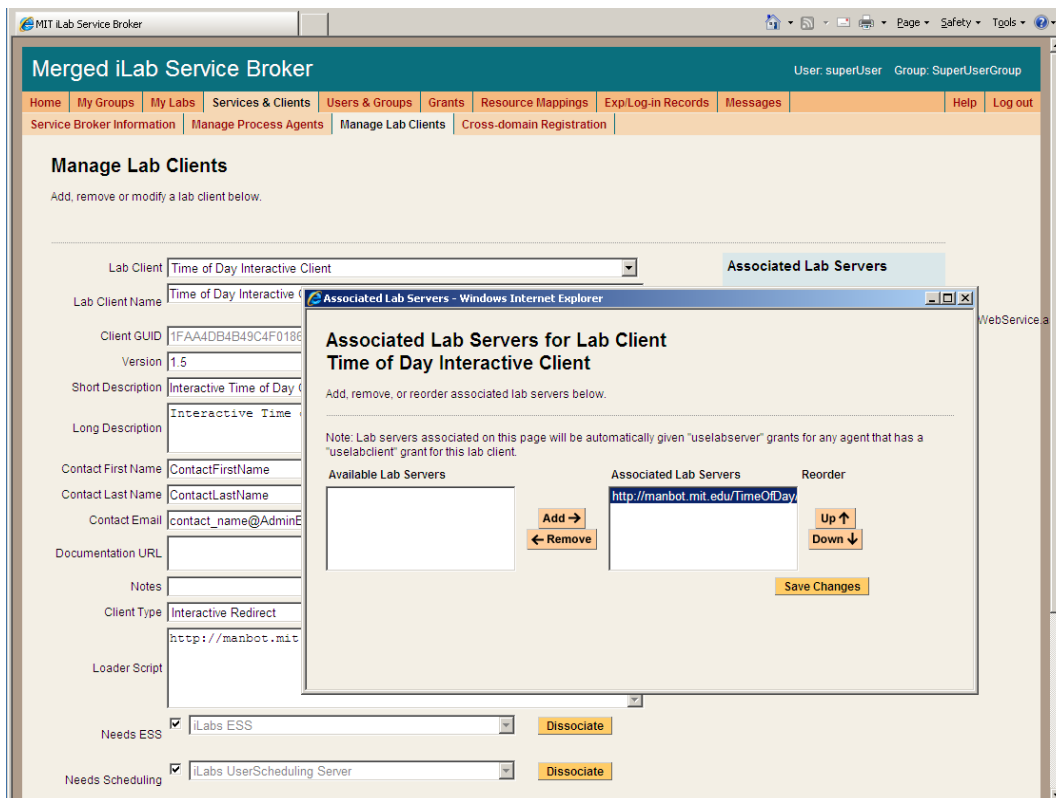 MIT iLab Service Broker
Page Safety Tools
Merged iLab Service Broker
User: superUser Group: SuperUserGroup
Home My Groups My Labs Services & Clients Users & Groups Grants Resource Mappings Exp/Log-in Records Messages Help Log out
Service Broker Information Manage Process Agents Manage Lab Clients Cross-domain Registration
Manage Lab Clients
Add, remove or modify a lab client below.
Lab Client Time of Day Interactive Client
Associated Lab Servers
Lab Client Name Time of Day Interactive
WebService.a
Client GUID 1FAA4DB4B49C4F0186
Version 1.5
Short Description Interactive Time of Day
Long Description Interactive Time
Contact First Name ContactFirstName
Contact Last Name ContactLastName
Contact Email contact_name@AdminE
Documentation URL
Notes
Client Type Interactive Redirect
Loader Script http://manbot.mit
Needs ESS iLabs ESS Dissociate
Needs Scheduling iLabs UserScheduling Server Dissociate
Associated Lab Servers - Windows Internet Explorer
Associated Lab Servers for Lab Client
Time of Day Interactive Client
Add, remove, or reorder associated lab servers below.
Note: Lab servers associated on this page will be automatically given "uselabserver" grants for any agent that has a
"uselabclient" grant for this lab client.
Available Lab Servers Associated Lab Servers Reorder
http://manbot.mit.edu/TimeOfDay/
Add → Up ↑
← Remove Down ↓
Save Changes